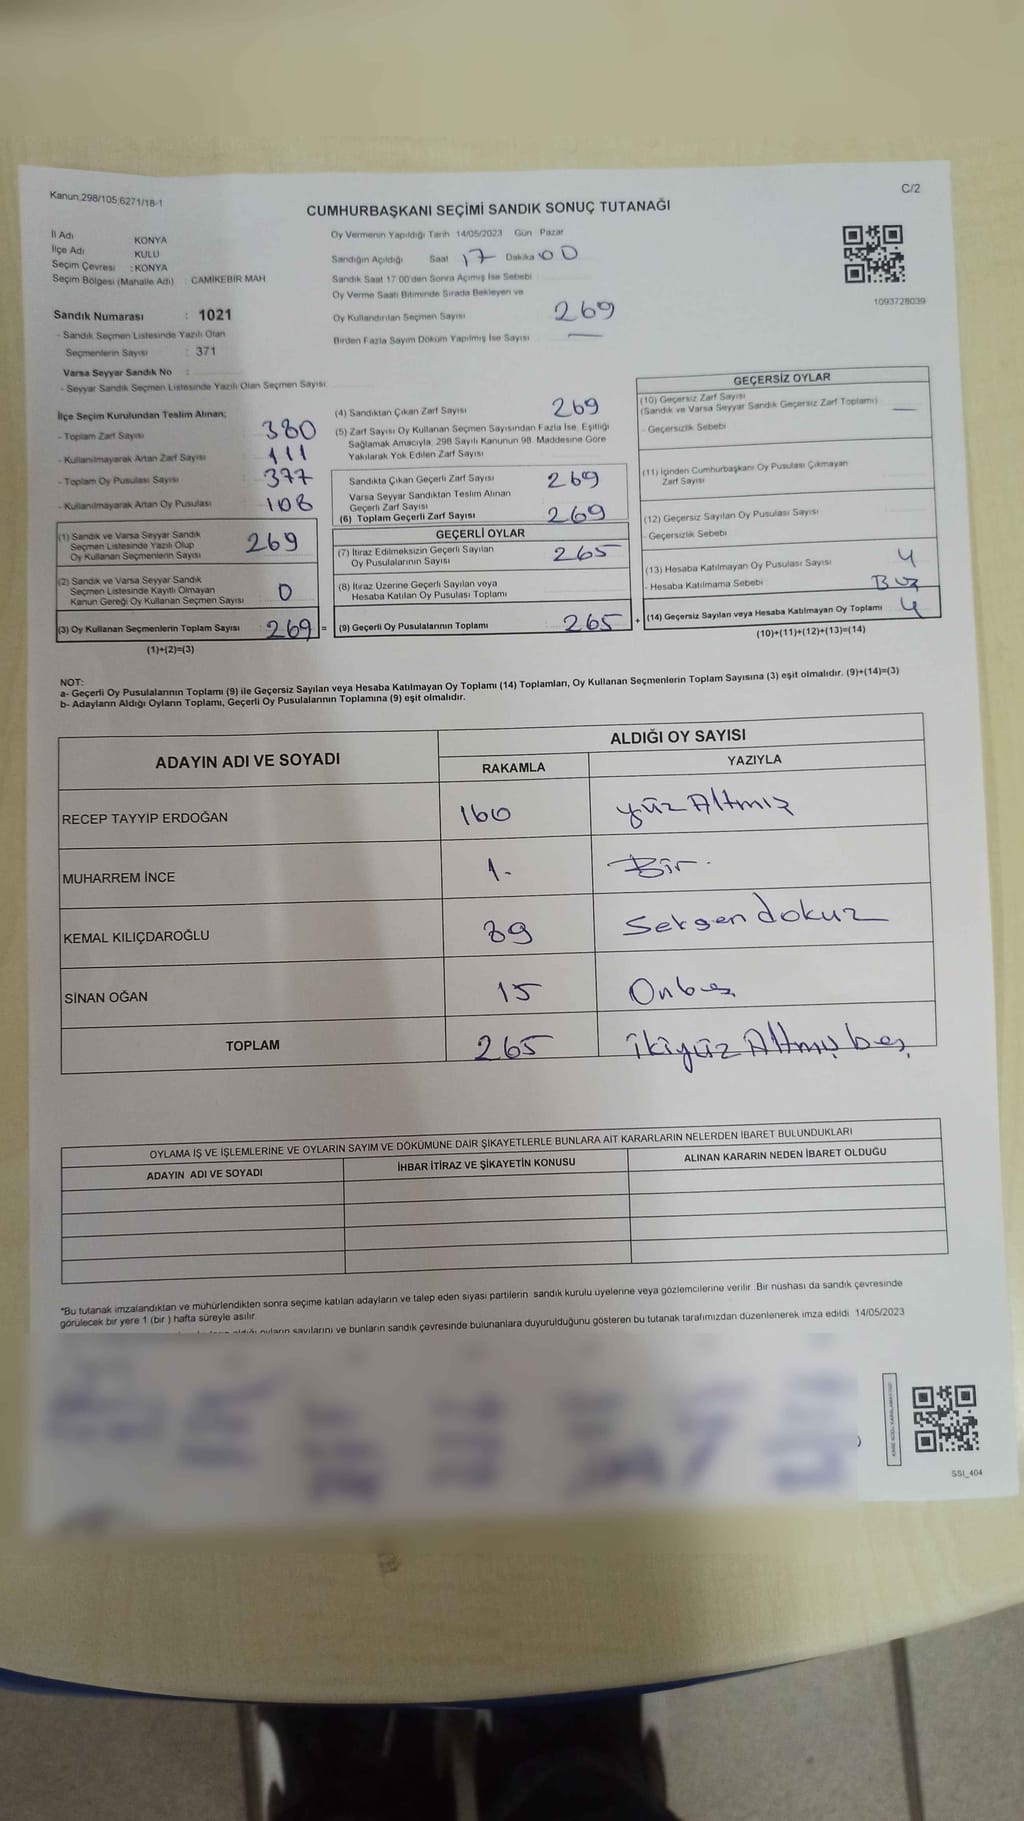 Kanun:298/105,6271/18-1
C/2
CUMHURBAŞKANI SEÇİMİ SANDIK SONUÇ TUTANAĞI
İl Adı : KONYA
İlçe Adı : KULU
Seçim Çevresi : KONYA
Seçim Bölgesi (Mahalle Adı) : CAMİKEBİR MAH
Sandık Numarası : 1021
- Sandık Seçmen Listesinde Yazılı Olan
Seçmenlerin Sayısı : 371
Varsa Seyyar Sandık No :
- Seyyar Sandık Seçmen Listesinde Yazılı Olan Seçmen Sayısı
Oy Vermenin Yapıldığı Tarih 14/05/2023 Gün Pazar
Sandığın Açıldığı Saat 17 Dakika 00
Sandık Saat 17:00'den Sonra Açılmış İse Sebebi
Oy Verme Saati Bitiminde Sırada Bekleyen ve
Oy Kullandırılan Seçmen Sayısı 269
Birden Fazla Sayım Döküm Yapılmış İse Sayısı —
1093728039
İlçe Seçim Kurulundan Teslim Alınan;
- Toplam Zarf Sayısı 380
- Kullanılmayarak Artan Zarf Sayısı 111
- Toplam Oy Pusulası Sayısı 377
- Kullanılmayarak Artan Oy Pusulası 108
(1) Sandık ve Varsa Seyyar Sandık
Seçmen Listesinde Yazılı Olup
Oy Kullanan Seçmenlerin Sayısı 269
(2) Sandık ve Varsa Seyyar Sandık
Seçmen Listesinde Kayıtlı Olmayan
Kanun Gereği Oy Kullanan Seçmen Sayısı 0
(3) Oy Kullanan Seçmenlerin Toplam Sayısı 269 =
(1)+(2)=(3)
(4) Sandıktan Çıkan Zarf Sayısı 269
(5) Zarf Sayısı Oy Kullanan Seçmen Sayısından Fazla İse, Eşitliği
Sağlamak Amacıyla, 298 Sayılı Kanunun 98. Maddesine Göre
Yakılarak Yok Edilen Zarf Sayısı
Sandıkta Çıkan Geçerli Zarf Sayısı 269
Varsa Seyyar Sandıktan Teslim Alınan
Geçerli Zarf Sayısı
(6) Toplam Geçerli Zarf Sayısı 269
GEÇERLİ OYLAR
(7) İtiraz Edilmeksizin Geçerli Sayılan
Oy Pusulalarının Sayısı 265
(8) İtiraz Üzerine Geçerli Sayılan veya
Hesaba Katılan Oy Pusulası Toplamı
(9) Geçerli Oy Pusulalarının Toplamı 265 +
GEÇERSİZ OYLAR
(10) Geçersiz Zarf Sayısı
(Sandık ve Varsa Seyyar Sandık Geçersiz Zarf Toplamı) —
- Geçersizlik Sebebi
(11) İçinden Cumhurbaşkanı Oy Pusulası Çıkmayan
Zarf Sayısı
(12) Geçersiz Sayılan Oy Pusulası Sayısı
- Geçersizlik Sebebi
(13) Hesaba Katılmayan Oy Pusulası Sayısı 4
- Hesaba Katılmama Sebebi
(14) Geçersiz Sayılan veya Hesaba Katılmayan Oy Toplamı 4
(10)+(11)+(12)+(13)=(14)
NOT:
a- Geçerli Oy Pusulalarının Toplamı (9) ile Geçersiz Sayılan veya Hesaba Katılmayan Oy Toplamı (14) Toplamları, Oy Kullanan Seçmenlerin Toplam Sayısına (3) eşit olmalıdır. (9)+(14)=(3)
b- Adayların Aldığı Oyların Toplamı, Geçerli Oy Pusulalarının Toplamına (9) eşit olmalıdır.
ADAYIN ADI VE SOYADI ALDIĞI OY SAYISI
RAKAMLA YAZIYLA
RECEP TAYYİP ERDOĞAN 160 yüz Altmış
MUHARREM İNCE 1. Bir.
KEMAL KILIÇDAROĞLU 89 Seksen dokuz
SİNAN OĞAN 15 Onbeş
TOPLAM 265 ikiyüz Altmış beş
OYLAMA İŞ VE İŞLEMLERİNE VE OYLARIN SAYIM VE DÖKÜMÜNE DAİR ŞİKAYETLERLE BUNLARA AİT KARARLARIN NELERDEN İBARET BULUNDUKLARI
ADAYIN ADI VE SOYADI İHBAR İTİRAZ VE ŞİKAYETİN KONUSU ALINAN KARARIN NEDEN İBARET OLDUĞU
*Bu tutanak imzalandıktan ve mühürlendikten sonra seçime katılan adayların ve talep eden siyasi partilerin sandık kurulu üyelerine veya gözlemcilerine verilir. Bir nüshası da sandık çevresinde
görülecek bir yere 1 (bir) hafta süreyle asılır.
oyların sayılarını ve bunların sandık çevresinde bulunanlara duyurulduğunu gösteren bu tutanak tarafımızdan düzenlenerek imza edildi. 14/05/2023
SSI_404